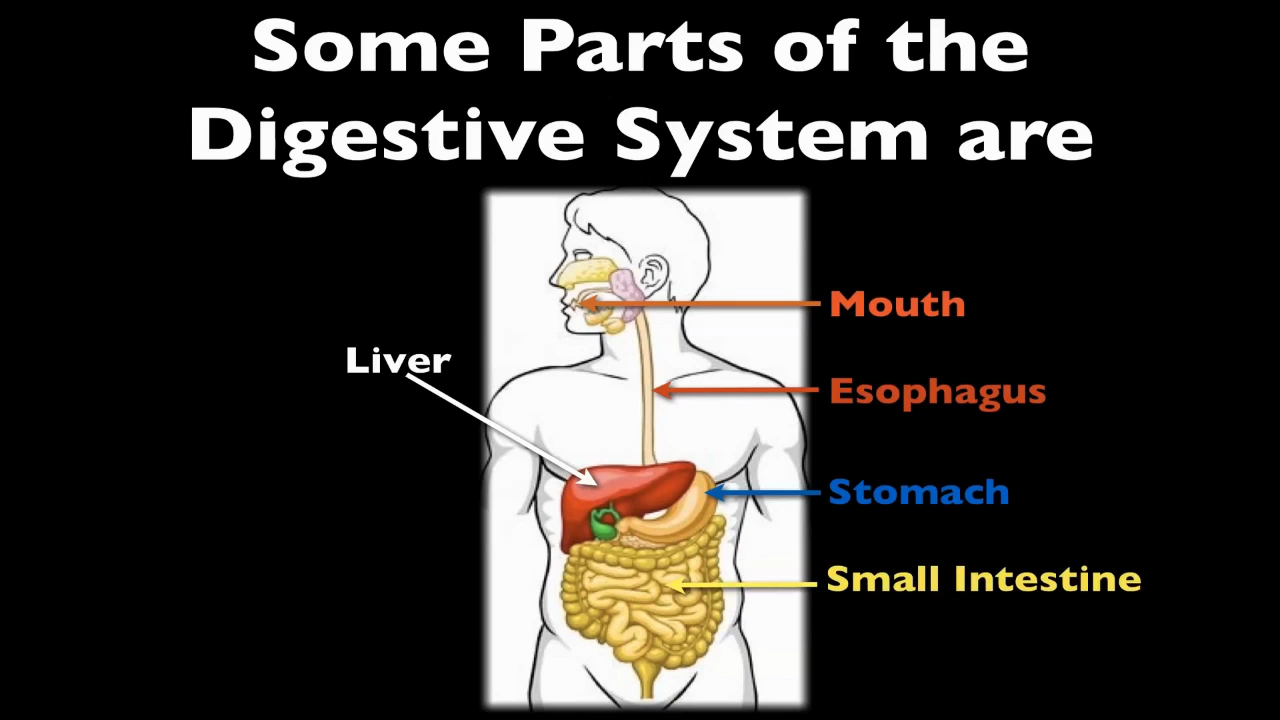 Some Parts of the
Digestive System are
Mouth
Liver
Esophagus
Stomach
Small Intestine